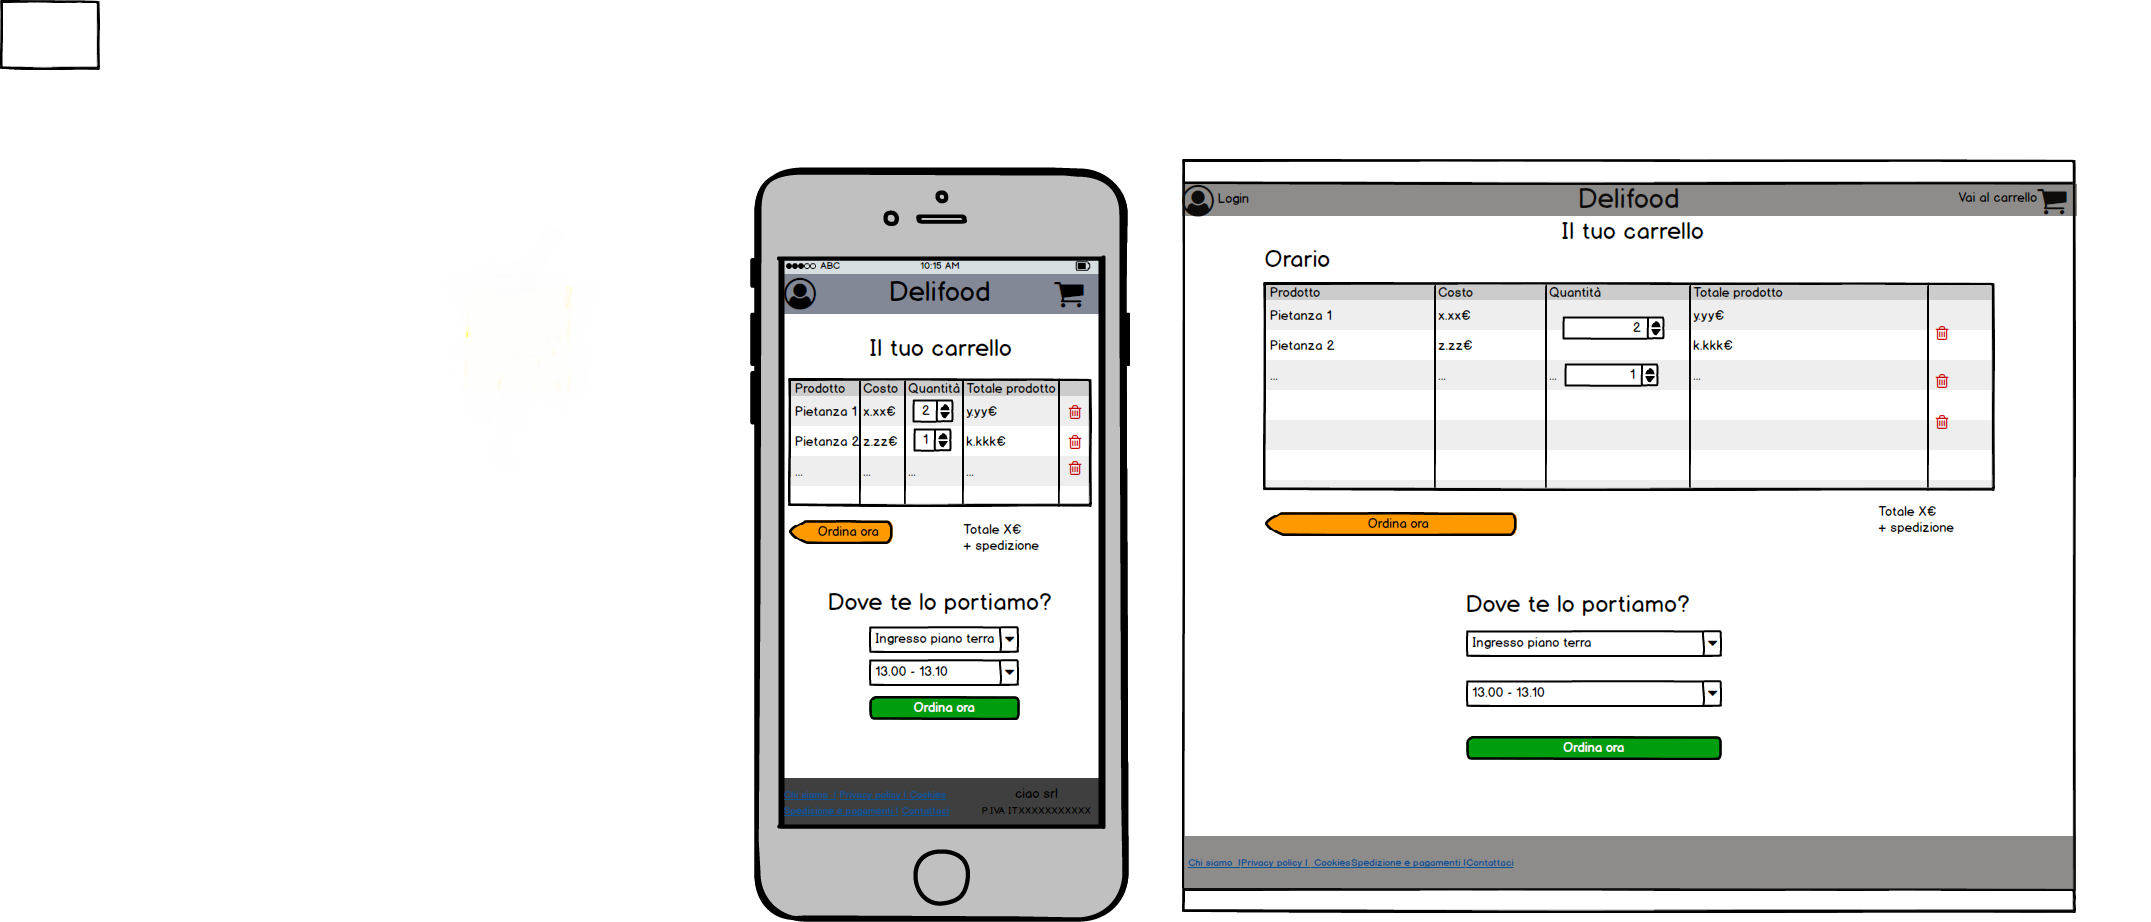 ●●●○○ ABC 10:15 AM
Delifood
Il tuo carrello
Prodotto Costo Quantità Totale prodotto
Pietanza 1 x.xx€ 2 y.yy€
Pietanza 2 z.zz€ 1 k.kkk€
... ... ... ...
Ordina ora
Totale X€
+ spedizione
Dove te lo portiamo?
Ingresso piano terra
13.00 - 13.10
Ordina ora
Chi siamo | Privacy policy | Cookies
Spedizione e pagamenti | Contattaci
ciao srl
P.IVA ITXXXXXXXXXXX
Login Delifood Vai al carrello
Il tuo carrello
Orario
Prodotto Costo Quantità Totale prodotto
Pietanza 1 x.xx€ 2 y.yy€
Pietanza 2 z.zz€ k.kkk€
... ... ... 1 ...
Ordina ora
Totale X€
+ spedizione
Dove te lo portiamo?
Ingresso piano terra
13.00 - 13.10
Ordina ora
Chi siamo |Privacy policy | CookiesSpedizione e pagamenti |Contattaci